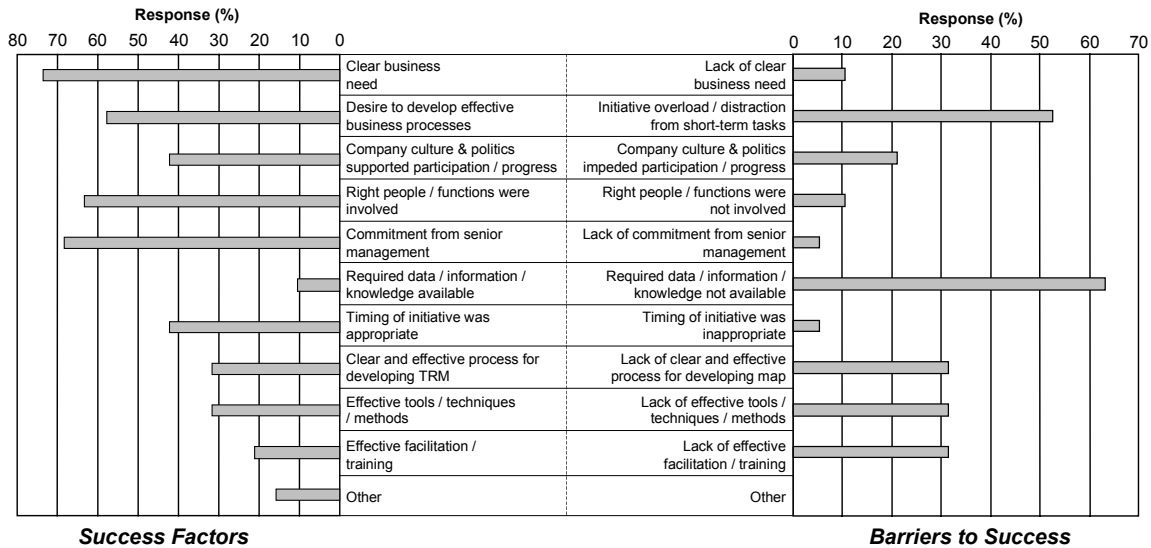 Response (%)
Response (%)
80 70 60 50 40 30 20 10 0
0 10 20 30 40 50 60 70
Clear business
need
Lack of clear
business need
Desire to develop effective
business processes
Initiative overload / distraction
from short-term tasks
Company culture & politics
supported participation / progress
Company culture & politics
impeded participation / progress
Right people / functions were
involved
Right people / functions were
not involved
Commitment from senior
management
Lack of commitment from senior
management
Required data / information /
knowledge available
Required data / information /
knowledge not available
Timing of initiative was
appropriate
Timing of initiative was
inappropriate
Clear and effective process for
developing TRM
Lack of clear and effective
process for developing map
Effective tools / techniques
/ methods
Lack of effective tools /
techniques / methods
Effective facilitation /
training
Lack of effective
facilitation / training
Other
Other
Success Factors
Barriers to Success